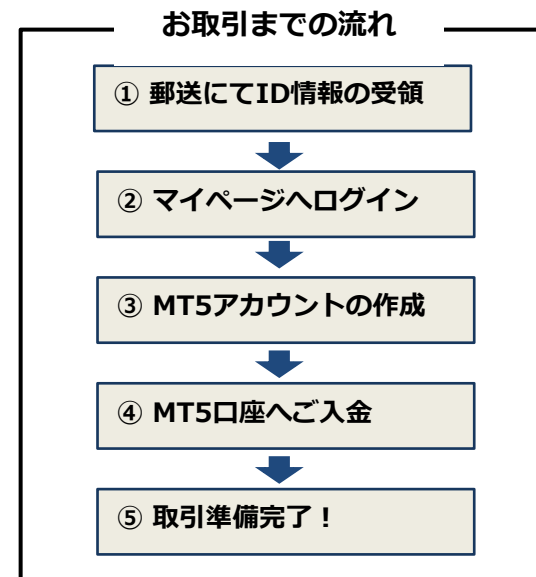 お取引までの流れ
① 郵送にてID情報の受領
② マイページへログイン
③ MT5アカウントの作成
④ MT5口座へご入金
⑤ 取引準備完了！